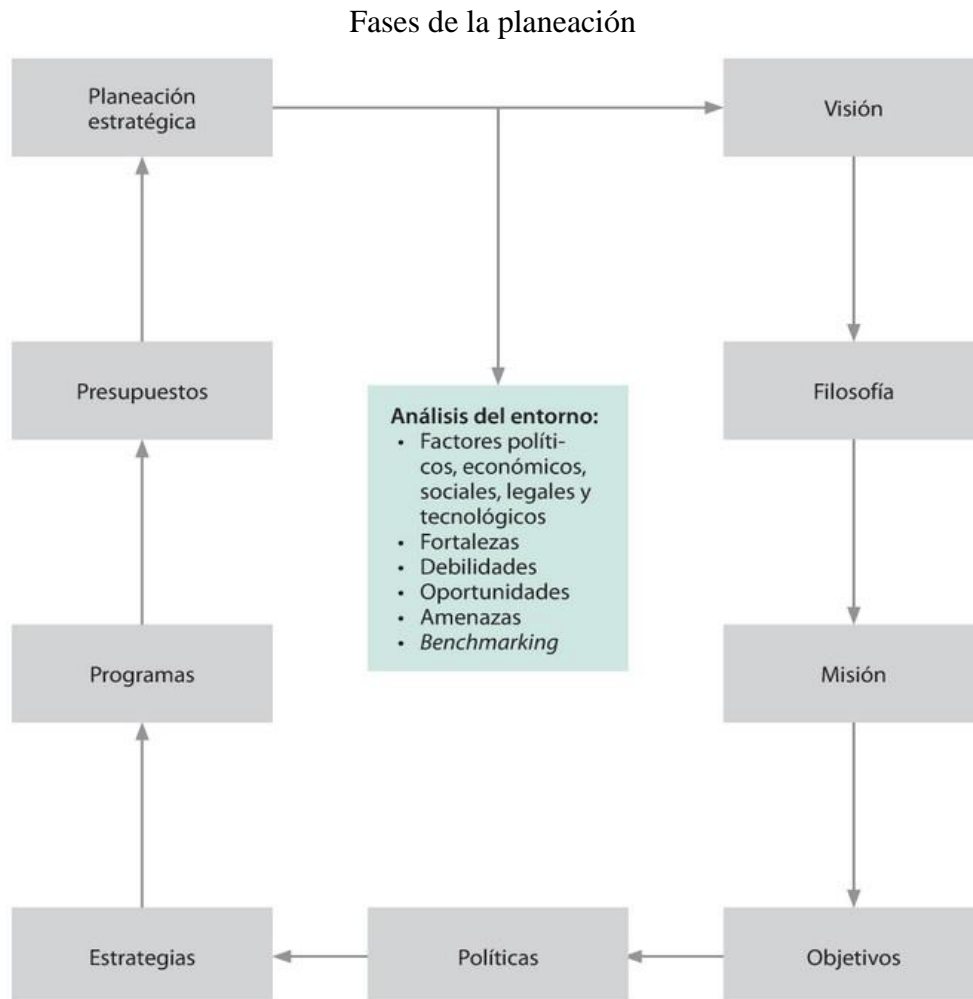 Fases de la planeación
Planeación
estratégica
Visión
Presupuestos
Filosofía
Análisis del entorno:
• Factores políti-
cos, económicos,
sociales, legales y
tecnológicos
• Fortalezas
• Debilidades
• Oportunidades
• Amenazas
• Benchmarking
Programas
Misión
Estrategias
Políticas
Objetivos